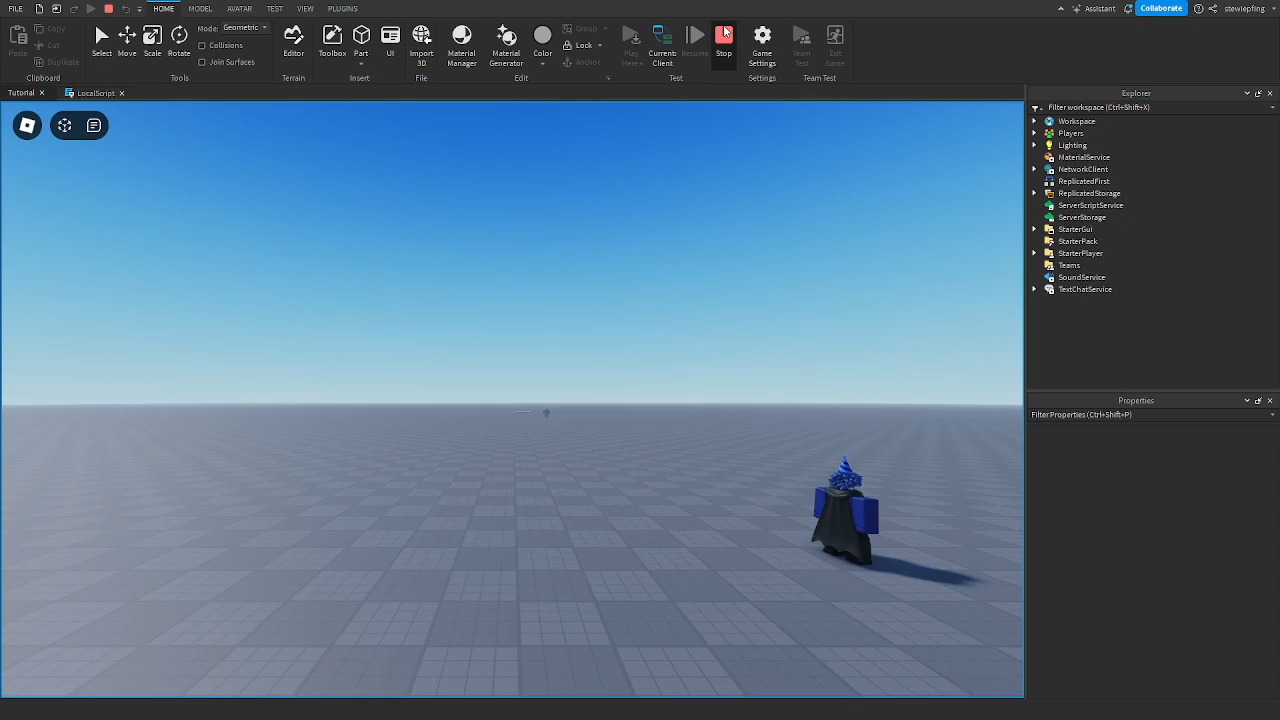 FILE HOME MODEL AVATAR TEST VIEW PLUGINS Assistant Collaborate stewiefing
Paste Copy Cut Duplicate Clipboard
Select Move Scale Rotate Mode: Geometric Collisions Join Surfaces Tools
Editor Terrain
Toolbox Part UI Insert
Import 3D File
Material Manager Material Generator Color Group Lock Anchor Edit
Play Here Current: Client Resume Stop Test
Game Settings Settings
Team Test Exit Game Team Test
Tutorial LocalScript
Explorer
Filter workspace (Ctrl+Shift+X)
Workspace
Players
Lighting
MaterialService
NetworkClient
ReplicatedFirst
ReplicatedStorage
ServerScriptService
ServerStorage
StarterGui
StarterPack
StarterPlayer
Teams
SoundService
TextChatService
Properties
Filter Properties (Ctrl+Shift+P)